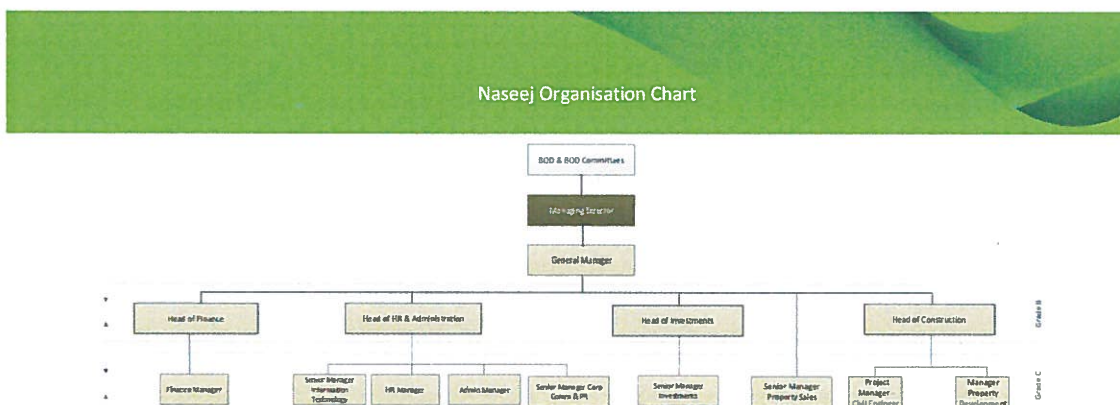 Naseej Organisation Chart
BOD & BOD Committees
Managing Director
General Manager
Head of Finance
Head of HR & Administration
Head of Investments
Head of Construction
Grade B
Finance Manager
Senior Manager
Information
Technology
HR Manager
Admin Manager
Senior Manager Corp
Comm & PR
Senior Manager
Investments
Senior Manager
Property Sales
Project
Manager -
Civil Engineer
Manager
Property
Development
Grade C